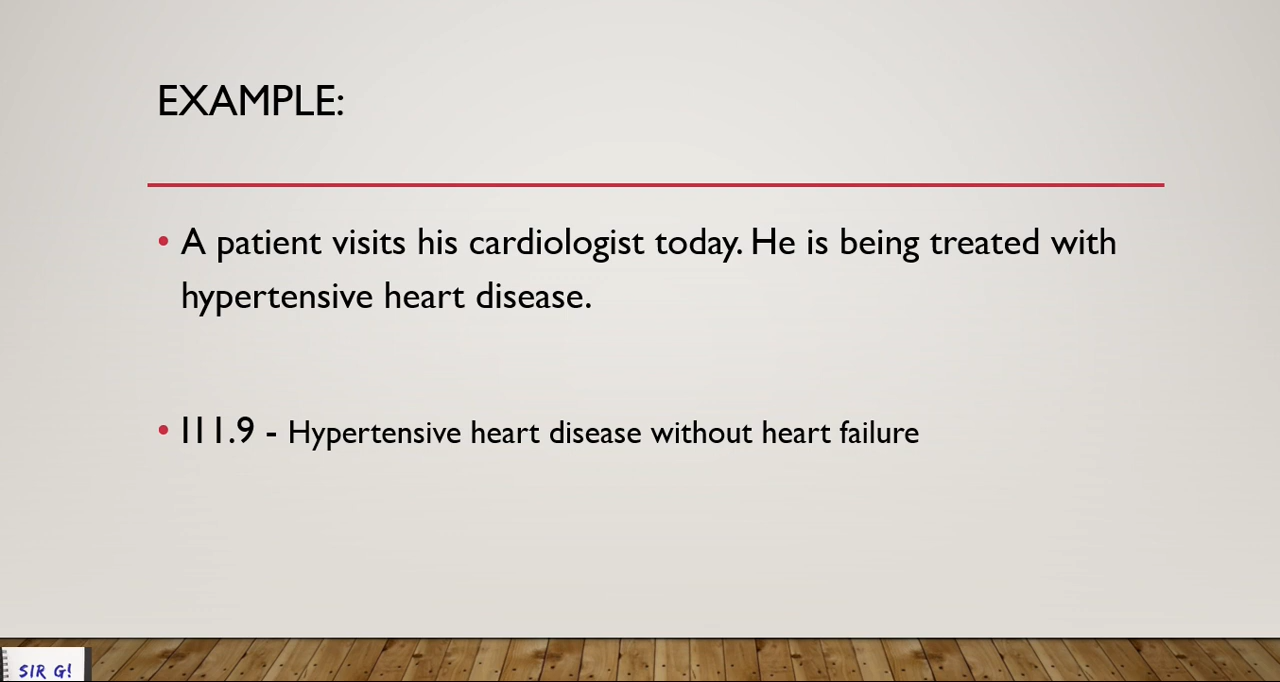 EXAMPLE:
• A patient visits his cardiologist today. He is being treated with
hypertensive heart disease.
• I11.9 - Hypertensive heart disease without heart failure
SIR G!